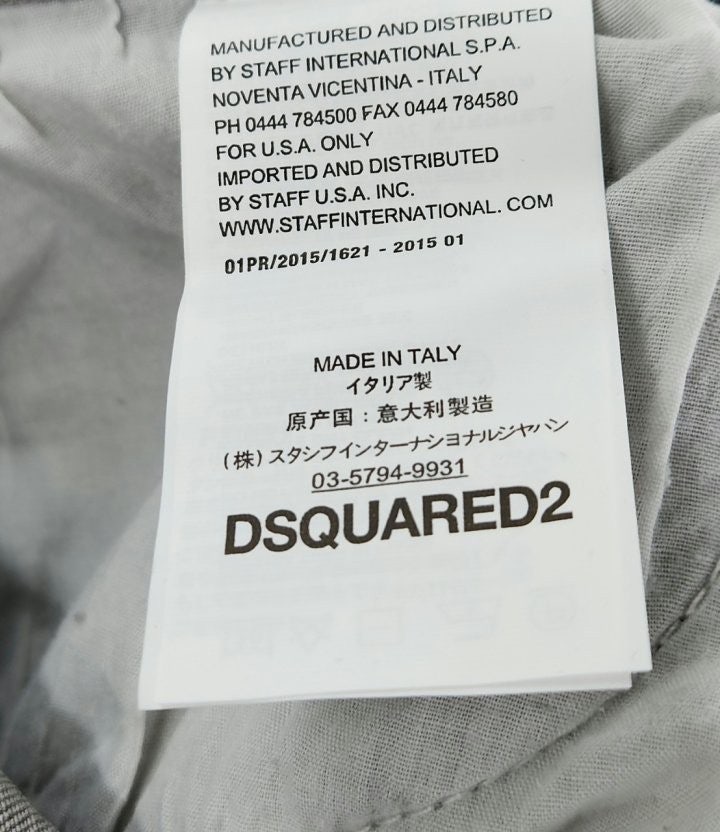 MANUFACTURED AND DISTRIBUTED
BY STAFF INTERNATIONAL S.P.A.
NOVENTA VICENTINA - ITALY
PH 0444 784500 FAX 0444 784580
FOR U.S.A. ONLY
IMPORTED AND DISTRIBUTED
BY STAFF U.S.A. INC.
WWW.STAFFINTERNATIONAL. COM
01PR/2015/1621 - 2015 01
MADE IN TALY
イタリア製
原产国：意大利製造
(株) スタシフインターナショナルジャパン
03-5794-9931
DSQUARED2